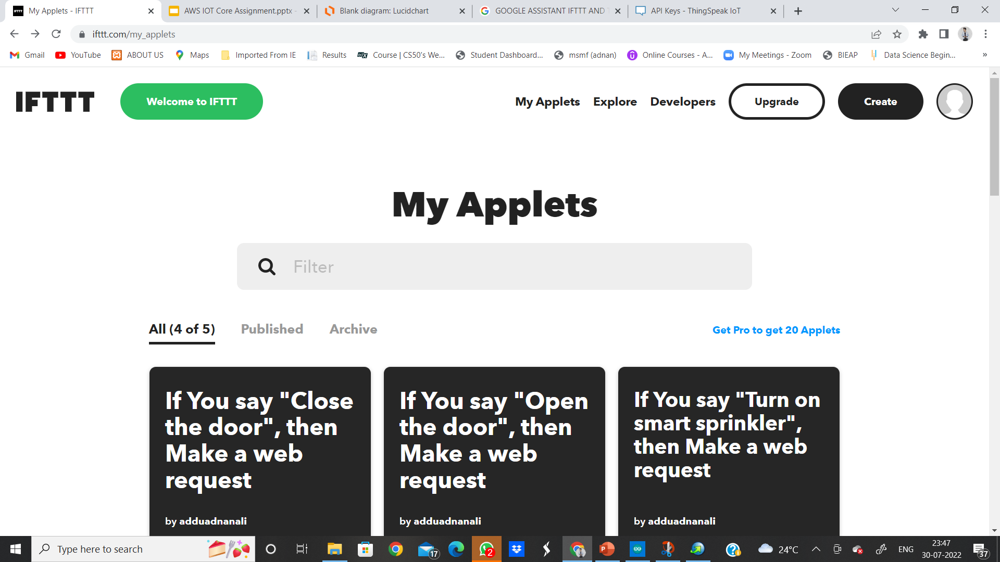 My Applets - IFTTT
AWS IOT Core Assignment.pptx -
Blank diagram: Lucidchart
GOOGLE ASSISTANT IFTTT AND T
API Keys - ThingSpeak IoT
ifttt.com/my_applets
Gmail
YouTube
ABOUT US
Maps
Imported From IE
Results
edX
Course | CS50's We...
Student Dashboard...
msmf (adnan)
Online Courses - A...
My Meetings - Zoom
BIEAP
Data Science Begin...
»
IFTTT
Welcome to IFTTT
My Applets
Explore
Developers
Upgrade
Create
My Applets
Filter
All (4 of 5)
Published
Archive
Get Pro to get 20 Applets
If You say "Close
the door", then
Make a web
request
by adduadnanali
If You say "Open
the door", then
Make a web
request
by adduadnanali
If You say "Turn on
smart sprinkler",
then Make a web
request
by adduadnanali
Type here to search
17
2
24°C
ENG
23:47
30-07-2022
37